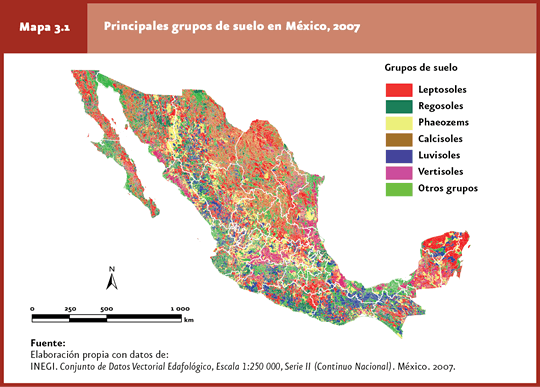 Mapa 3.1
Principales grupos de suelo en México, 2007
Grupos de suelo
Leptosoles
Regosoles
Phaeozems
Calcisoles
Luvisoles
Vertisoles
Otros grupos
N
0 250 500 1 000
km
Fuente:
Elaboración propia con datos de:
INEGI. Conjunto de Datos Vectorial Edafológico, Escala 1:250 000, Serie II (Continuo Nacional). México. 2007.